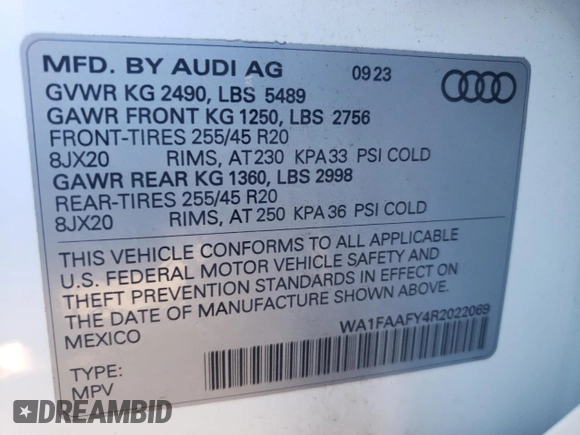 MFD. BY AUDI AG 09 23
GVWR KG 2490, LBS 5489
GAWR FRONT KG 1250, LBS 2756
FRONT-TIRES 255/45 R20
8JX20 RIMS, AT 230 KPA 33 PSI COLD
GAWR REAR KG 1360, LBS 2998
REAR-TIRES 255/45 R20
8JX20 RIMS, AT 250 KPA 36 PSI COLD
THIS VEHICLE CONFORMS TO ALL APPLICABLE
U.S. FEDERAL MOTOR VEHICLE SAFETY AND
THEFT PREVENTION STANDARDS IN EFFECT ON
THE DATE OF MANUFACTURE SHOWN ABOVE.
MEXICO
WA1FAAFY4R2022069
TYPE:
MPV
DREAMBID